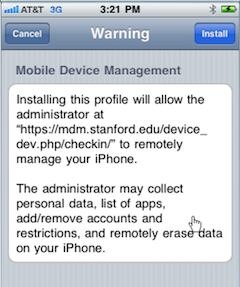 AT&T 3G 3:21 PM
Cancel Warning Install
Mobile Device Management
Installing this profile will allow the
administrator at
“https://mdm.stanford.edu/device_
dev.php/checkin/” to remotely
manage your iPhone.
The administrator may collect
personal data, list of apps,
add/remove accounts and
restrictions, and remotely erase data
on your iPhone.